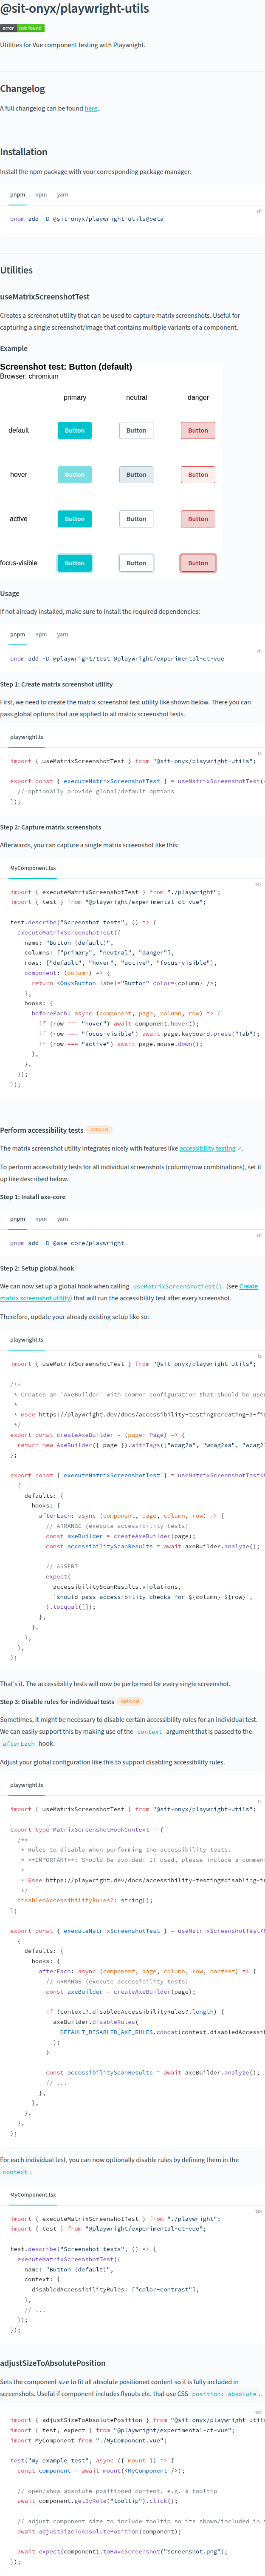 @sit-onyx/playwright-utils
error not found
Utilities for Vue component testing with Playwright.
Changelog
A full changelog can be found here.
Installation
Install the npm package with your corresponding package manager:
pnpm npm yarn
sh
pnpm add -D @sit-onyx/playwright-utils@beta
Utilities
useMatrixScreenshotTest
Creates a screenshot utility that can be used to capture matrix screenshots. Useful for
capturing a single screenshot/image that contains multiple variants of a component.
Example
Screenshot test: Button (default)
Browser: chromium
primary neutral danger
default Button Button Button
hover Button Button Button
active Button Button Button
focus-visible Button Button Button
Usage
If not already installed, make sure to install the required dependencies:
pnpm npm yarn
sh
pnpm add -D @playwright/test @playwright/experimental-ct-vue
Step 1: Create matrix screenshot utility
First, we need to create the matrix screenshot test utility like shown below. There you can
pass global options that are applied to all matrix screenshot tests.
playwright.ts
ts
import { useMatrixScreenshotTest } from "@sit-onyx/playwright-utils";
export const { executeMatrixScreenshotTest } = useMatrixScreenshotTest(
// optionally provide global/default options
});
Step 2: Capture matrix screenshots
Afterwards, you can capture a single matrix screenshot like this:
MyComponent.tsx
tsx
import { executeMatrixScreenshotTest } from "./playwright";
import { test } from "@playwright/experimental-ct-vue";
test.describe("Screenshot tests", () => {
executeMatrixScreenshotTest({
name: "Button (default)",
columns: ["primary", "neutral", "danger"],
rows: ["default", "hover", "active", "focus-visible"],
component: (column) => {
return <OnyxButton label="Button" color={column} />;
},
hooks: {
beforeEach: async (component, page, column, row) => {
if (row === "hover") await component.hover();
if (row === "focus-visible") await page.keyboard.press("Tab");
if (row === "active") await page.mouse.down();
},
},
});
});
Perform accessibility tests optional
The matrix screenshot utility integrates nicely with features like accessibility testing ↗.
To perform accessibility tests for all individual screenshots (column/row combinations), set it
up like described below.
Step 1: Install axe-core
pnpm npm yarn
sh
pnpm add -D @axe-core/playwright
Step 2: Setup global hook
We can now set up a global hook when calling useMatrixScreenshotTest() (see Create
matrix screenshot utility) that will run the accessibility test after every screenshot.
Therefore, update your already existing setup like so:
playwright.ts
ts
import { useMatrixScreenshotTest } from "@sit-onyx/playwright-utils";
/**
* Creates an `AxeBuilder` with common configuration that should be used
*
* @see https://playwright.dev/docs/accessibility-testing#creating-a-fi
*/
export const createAxeBuilder = (page: Page) => {
return new AxeBuilder({ page }).withTags(["wcag2a", "wcag2aa", "wcag2
};
export const { executeMatrixScreenshotTest } = useMatrixScreenshotTest<
{
defaults: {
hooks: {
afterEach: async (component, page, column, row) => {
// ARRANGE (execute accessibility tests)
const axeBuilder = createAxeBuilder(page);
const accessibilityScanResults = await axeBuilder.analyze();
// ASSERT
expect(
accessibilityScanResults.violations,
`should pass accessibility checks for ${column} ${row}`,
).toEqual([]);
},
},
},
},
);
That's it. The accessibility tests will now be performed for every single screenshot.
Step 3: Disable rules for individual tests optional
Sometimes, it might be necessary to disable certain accessibility rules for an individual test.
We can easily support this by making use of the context argument that is passed to the
afterEach hook.
Adjust your global configuration like this to support disabling accessibility rules.
playwright.ts
ts
import { useMatrixScreenshotTest } from "@sit-onyx/playwright-utils";
export type MatrixScreenshotHookContext = {
/**
* Rules to disable when performing the accessibility tests.
* **IMPORTANT**: Should be avoided! If used, please include a commen
*
* @see https://playwright.dev/docs/accessibility-testing#disabling-in
*/
disabledAccessibilityRules?: string[];
};
export const { executeMatrixScreenshotTest } = useMatrixScreenshotTest<
{
defaults: {
hooks: {
afterEach: async (component, page, column, row, context) => {
// ARRANGE (execute accessibility tests)
const axeBuilder = createAxeBuilder(page);
if (context?.disabledAccessibilityRules?.length) {
axeBuilder.disableRules(
DEFAULT_DISABLED_AXE_RULES.concat(context.disabledAccessib
);
}
const accessibilityScanResults = await axeBuilder.analyze();
// ...
},
},
},
},
);
For each individual test, you can now optionally disable rules by defining them in the
context:
MyComponent.tsx
tsx
import { executeMatrixScreenshotTest } from "./playwright";
import { test } from "@playwright/experimental-ct-vue";
test.describe("Screenshot tests", () => {
executeMatrixScreenshotTest({
name: "Button (default)",
context: {
disabledAccessibilityRules: ["color-contrast"],
},
// ...
});
});
adjustSizeToAbsolutePosition
Sets the component size to fit all absolute positioned content so it is fully included in
screenshots. Useful if component includes flyouts etc. that use CSS position: absolute.
tsx
import { adjustSizeToAbsolutePosition } from "@sit-onyx/playwright-util
import { test, expect } from "@playwright/experimental-ct-vue";
import MyComponent from "./MyComponent.vue";
test("my example test", async ({ mount }) => {
const component = await mount(<MyComponent />);
// open/show absolute positioned content, e.g. a tooltip
await component.getByRole("tooltip").click();
// adjust component size to include tooltip so its shown/included in
await adjustSizeToAbsolutePosition(component);
await expect(component).toHaveScreenshot("screenshot.png");
});